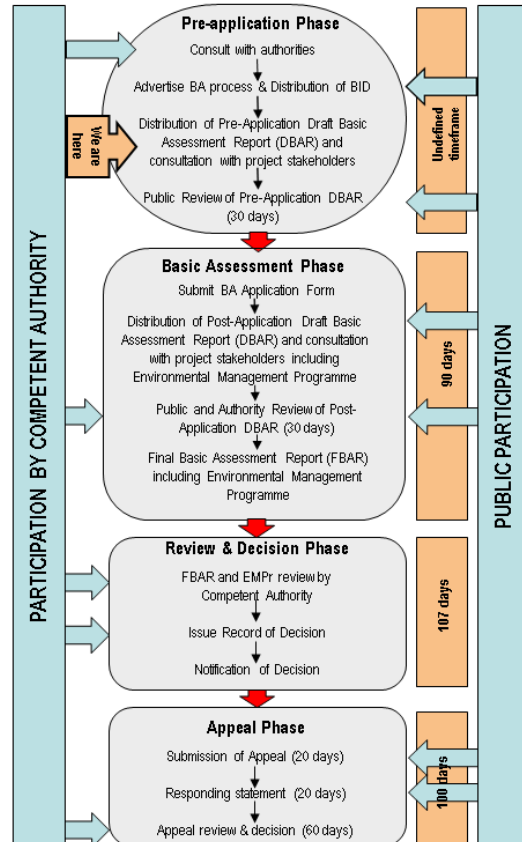 Pre-application Phase
Consult with authorities
Advertise BA process & Distribution of BID
Distribution of Pre-Application Draft Basic
Assessment Report (DBAR) and
consultation with project stakeholders
Public Review of Pre-Application DBAR
(30 days)
We are
here
Undefined
timeframe
Basic Assessment Phase
Submit BA Application Form
Distribution of Post-Application Draft Basic
Assessment Report (DBAR) and consultation
with project stakeholders including
Environmental Management Programme
Public and Authority Review of Post-
Application DBAR (30 days)
Final Basic Assessment Report (FBAR)
including Environmental Management
Programme
90 days
PARTICIPATION BY COMPETENT AUTHORITY
PUBLIC PARTICIPATION
Review & Decision Phase
FBAR and EMPr review by
Competent Authority
Issue Record of Decision
Notification of Decision
107 days
Appeal Phase
Submission of Appeal (20 days)
Responding statement (20 days)
Appeal review & decision (60 days)
100 days